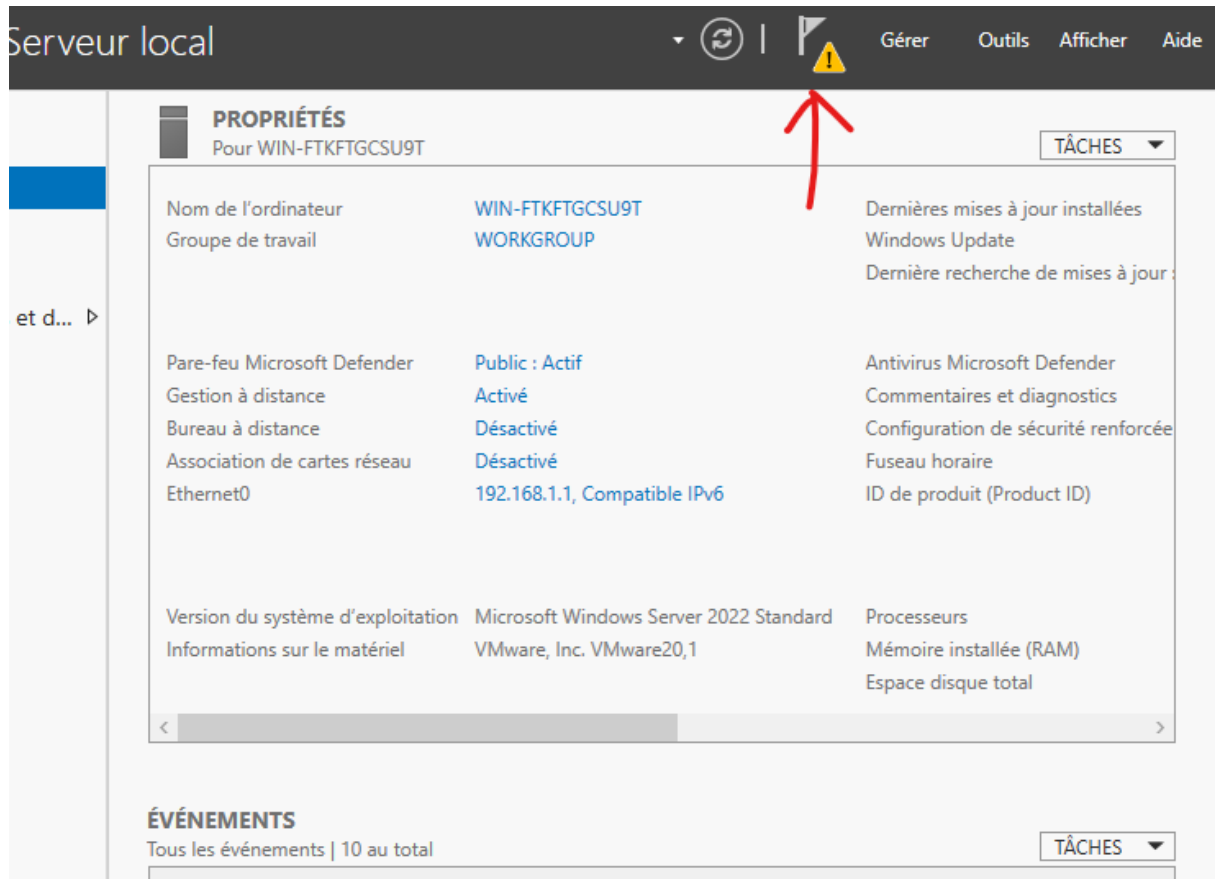 Serveur local
Gérer Outils Afficher Aide
PROPRIÉTÉS
Pour WIN-FTKFTGCSU9T
TÂCHES
Nom de l'ordinateur WIN-FTKFTGCSU9T Dernières mises à jour installées
Groupe de travail WORKGROUP Windows Update
Dernière recherche de mises à jour :
et d...
Pare-feu Microsoft Defender Public : Actif Antivirus Microsoft Defender
Gestion à distance Activé Commentaires et diagnostics
Bureau à distance Désactivé Configuration de sécurité renforcée
Association de cartes réseau Désactivé Fuseau horaire
Ethernet0 192.168.1.1, Compatible IPv6 ID de produit (Product ID)
Version du système d'exploitation Microsoft Windows Server 2022 Standard Processeurs
Informations sur le matériel VMware, Inc. VMware20,1 Mémoire installée (RAM)
Espace disque total
ÉVÉNEMENTS
Tous les événements | 10 au total
TÂCHES